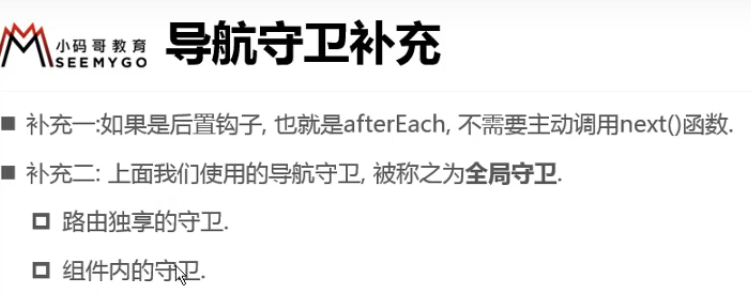 小码哥教育
SEEMYGO
导航守卫补充
补充一:如果是后置钩子, 也就是afterEach, 不需要主动调用next()函数.
补充二: 上面我们使用的导航守卫, 被称之为全局守卫.
路由独享的守卫.
组件内的守卫.